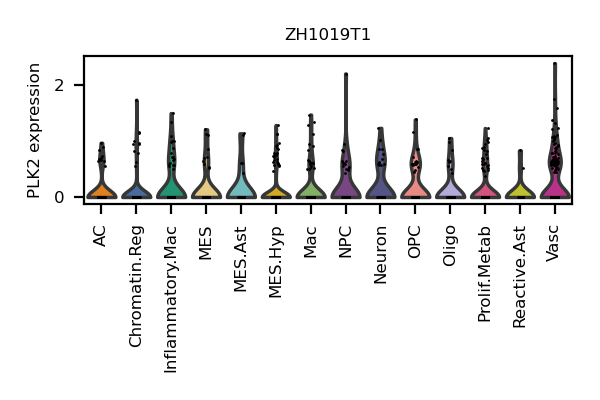 ZH1019T1
PLK2 expression
2
0
AC
Chromatin.Reg
Inflammatory.Mac
MES
MES.Ast
MES.Hyp
Mac
NPC
Neuron
OPC
Oligo
Prolif.Metab
Reactive.Ast
Vasc